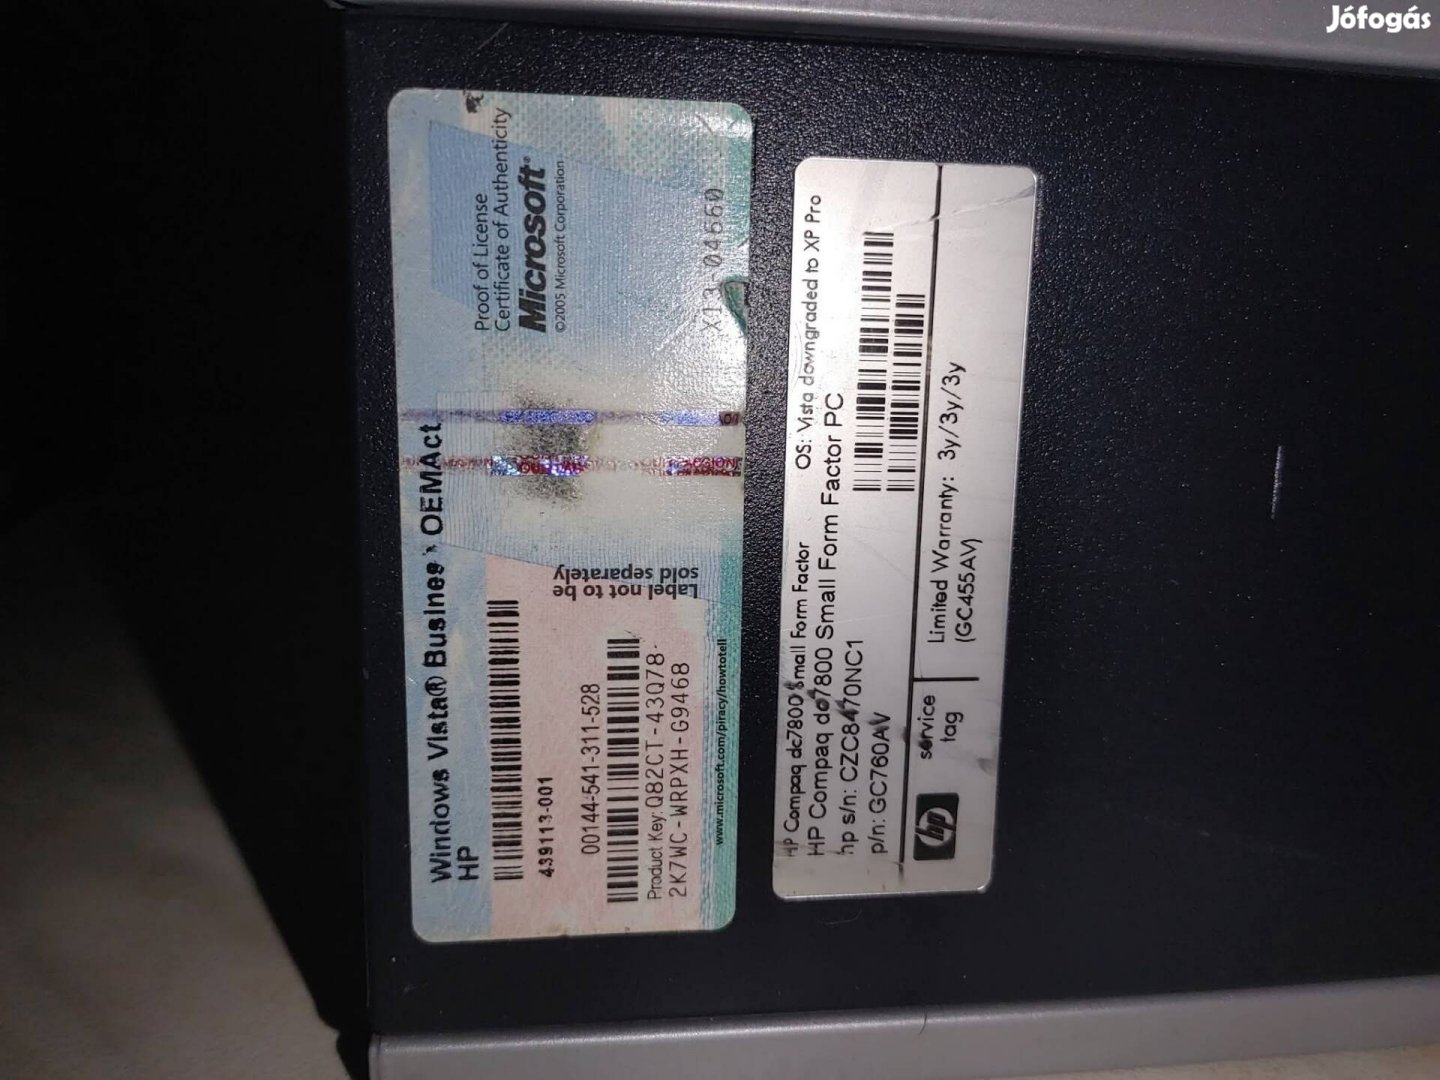 Jófogás
Windows Vista® Busines OEMAct
HP
439113-001
00144-541-311-528
Product Key: Q82CT-43Q78-
2K7WC-WRPXH-G9468
www.microsoft.com/piracy/howtotell
Label not to be
sold separately
Proof of License
Certificate of Authenticity
Microsoft®
©2005 Microsoft Corporation
X13-04660
HP Compaq dc7800 Small Form Factor OS: Vista downgraded to XP Pro
HP Compaq dc7800 Small Form Factor PC
hp s/n: CZC8470NC1
p/n: GC760AV
hp
service
tag
Limited Warranty: 3y/3y/3y
(GC455AV)